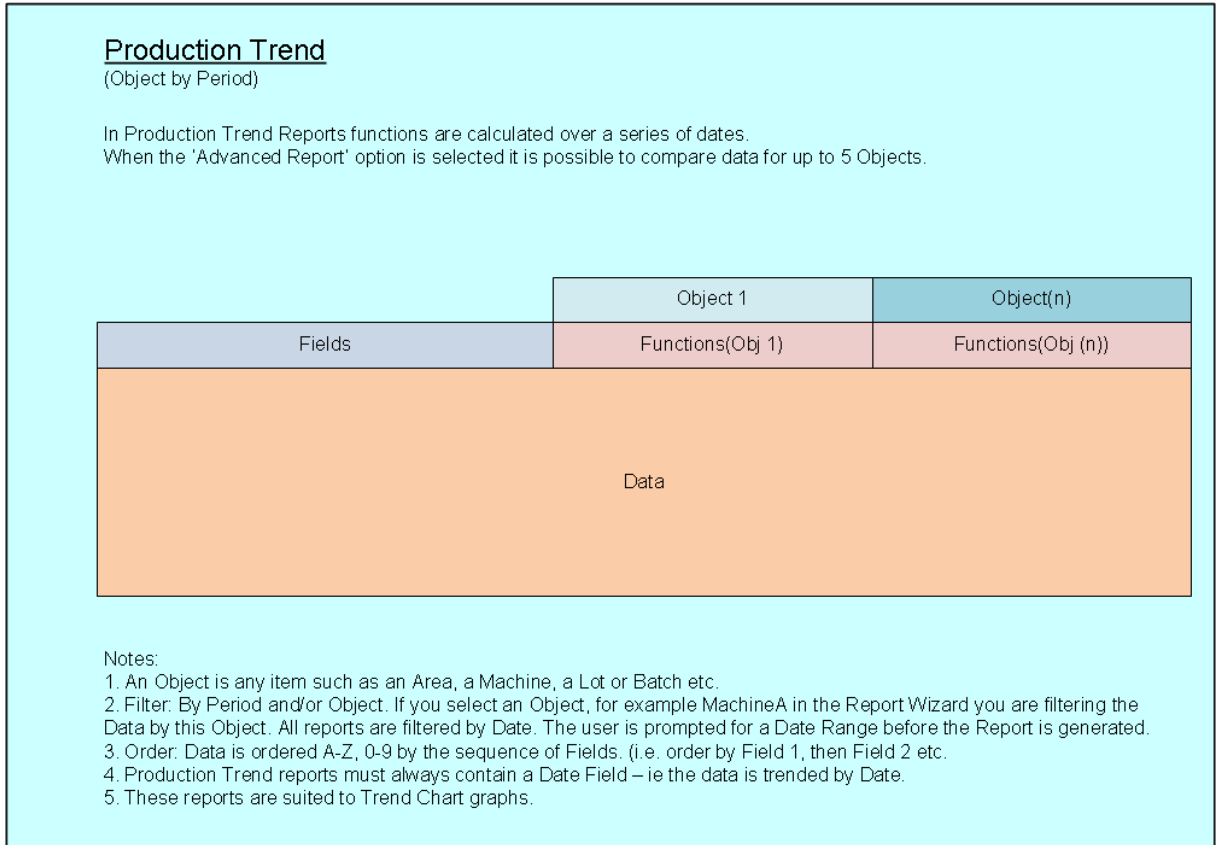 Production Trend
(Object by Period)
In Production Trend Reports functions are calculated over a series of dates.
When the 'Advanced Report' option is selected it is possible to compare data for up to 5 Objects.
Object 1
Object(n)
Fields
Functions(Obj 1)
Functions(Obj (n))
Data
Notes:
1. An Object is any item such as an Area, a Machine, a Lot or Batch etc.
2. Filter: By Period and/or Object. If you select an Object, for example MachineA in the Report Wizard you are filtering the
Data by this Object. All reports are filtered by Date. The user is prompted for a Date Range before the Report is generated.
3. Order: Data is ordered A-Z, 0-9 by the sequence of Fields. (i.e. order by Field 1, then Field 2 etc.
4. Production Trend reports must always contain a Date Field – ie the data is trended by Date.
5. These reports are suited to Trend Chart graphs.